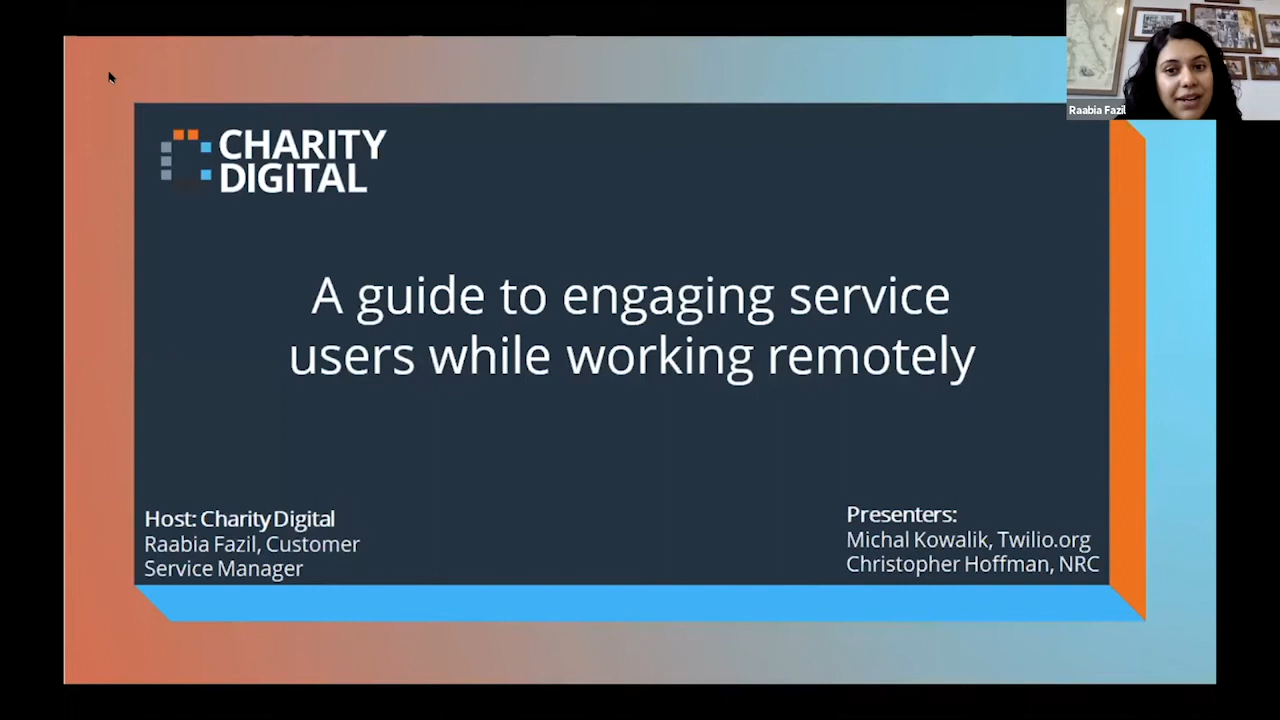 CHARITY
DIGITAL
Raabia Fazil
A guide to engaging service
users while working remotely
Host: Charity Digital
Raabia Fazil, Customer
Service Manager
Presenters:
Michal Kowalik, Twilio.org
Christopher Hoffman, NRC